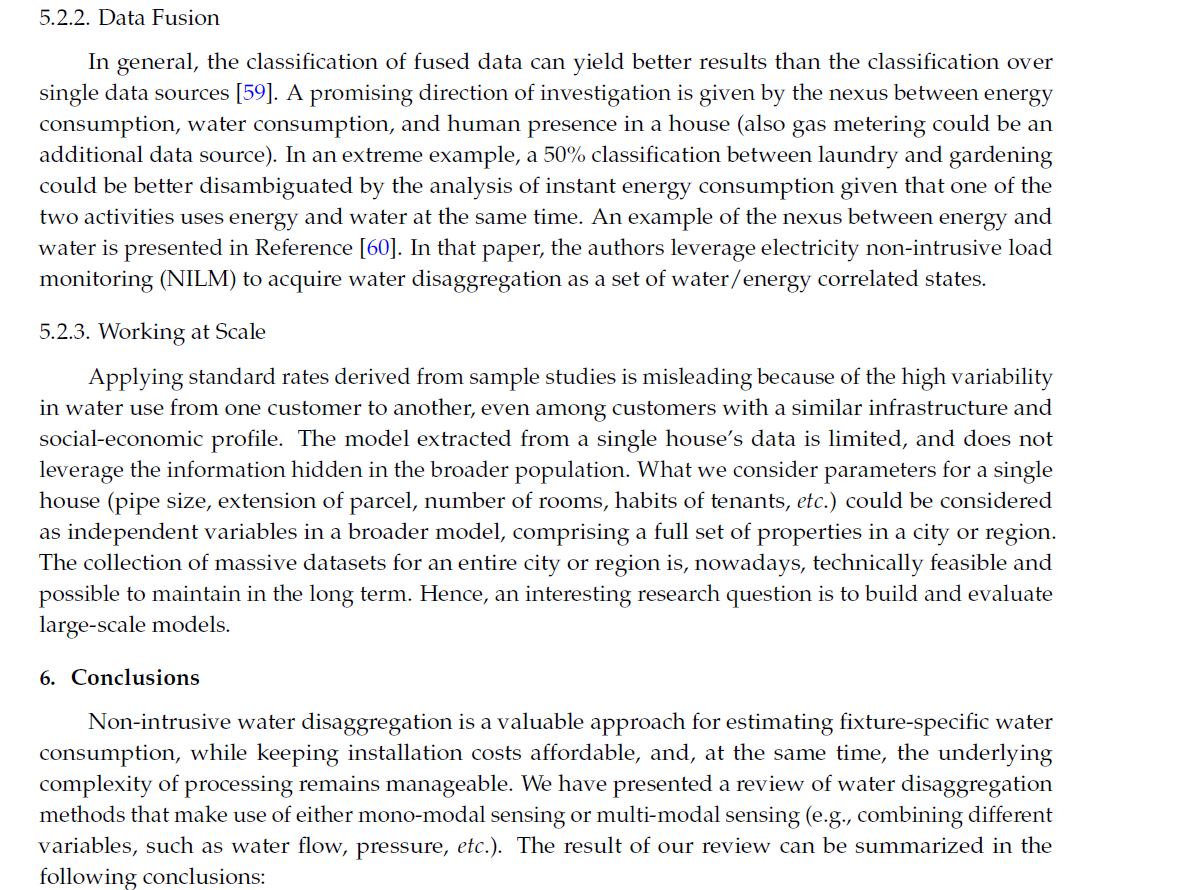 5.2.2. Data Fusion
In general, the classification of fused data can yield better results than the classification over
single data sources [59]. A promising direction of investigation is given by the nexus between energy
consumption, water consumption, and human presence in a house (also gas metering could be an
additional data source). In an extreme example, a 50% classification between laundry and gardening
could be better disambiguated by the analysis of instant energy consumption given that one of the
two activities uses energy and water at the same time. An example of the nexus between energy and
water is presented in Reference [60]. In that paper, the authors leverage electricity non-intrusive load
monitoring (NILM) to acquire water disaggregation as a set of water/energy correlated states.
5.2.3. Working at Scale
Applying standard rates derived from sample studies is misleading because of the high variability
in water use from one customer to another, even among customers with a similar infrastructure and
social-economic profile. The model extracted from a single house's data is limited, and does not
leverage the information hidden in the broader population. What we consider parameters for a single
house (pipe size, extension of parcel, number of rooms, habits of tenants, etc.) could be considered
as independent variables in a broader model, comprising a full set of properties in a city or region.
The collection of massive datasets for an entire city or region is, nowadays, technically feasible and
possible to maintain in the long term. Hence, an interesting research question is to build and evaluate
large-scale models.
6. Conclusions
Non-intrusive water disaggregation is a valuable approach for estimating fixture-specific water
consumption, while keeping installation costs affordable, and, at the same time, the underlying
complexity of processing remains manageable. We have presented a review of water disaggregation
methods that make use of either mono-modal sensing or multi-modal sensing (e.g., combining different
variables, such as water flow, pressure, etc.). The result of our review can be summarized in the
following conclusions: